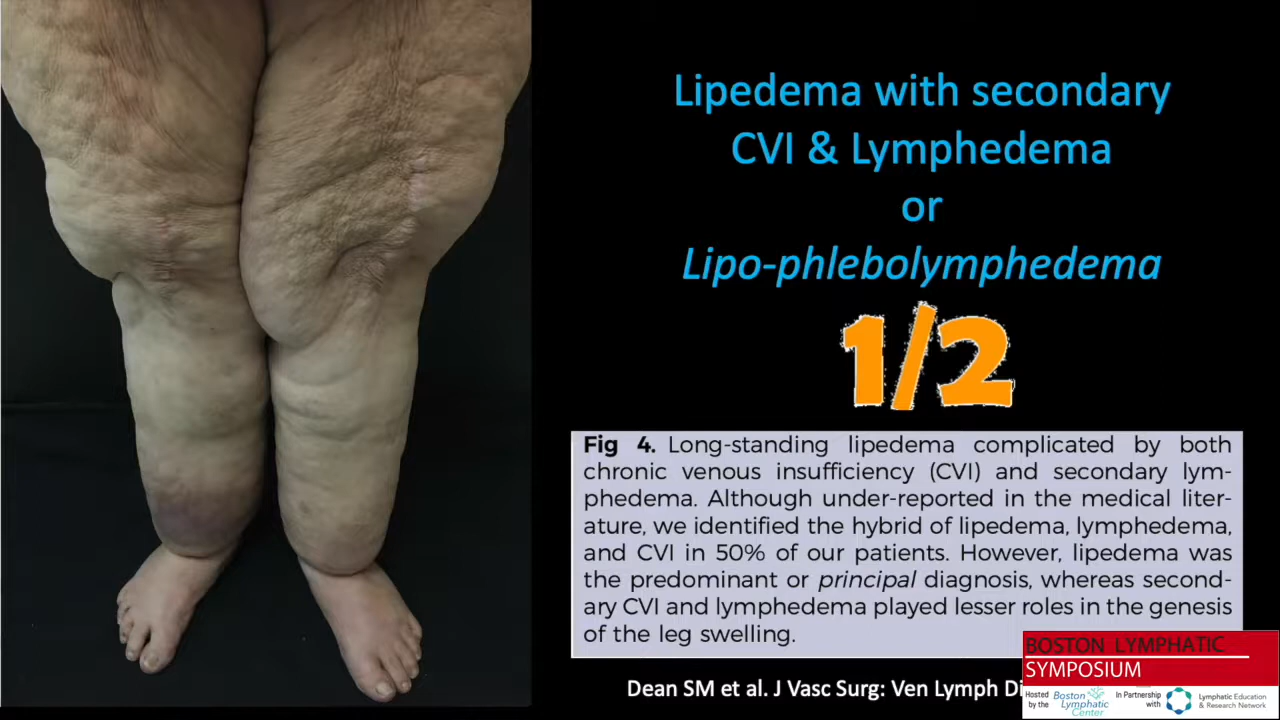 Lipedema with secondary
CVI & Lymphedema
or
Lipo-phlebolymphedema
1/2
Fig 4. Long-standing lipedema complicated by both
chronic venous insufficiency (CVI) and secondary lym-
phedema. Although under-reported in the medical liter-
ature, we identified the hybrid of lipedema, lymphedema,
and CVI in 50% of our patients. However, lipedema was
the predominant or principal diagnosis, whereas second-
ary CVI and lymphedema played lesser roles in the genesis
of the leg swelling.
Dean SM et al. J Vasc Surg: Ven Lymph Di
BOSTON LYMPHATIC
SYMPOSIUM
Hosted
by the
Boston
Lymphatic
Center
In Partnership
with
Lymphatic Education
& Research Network